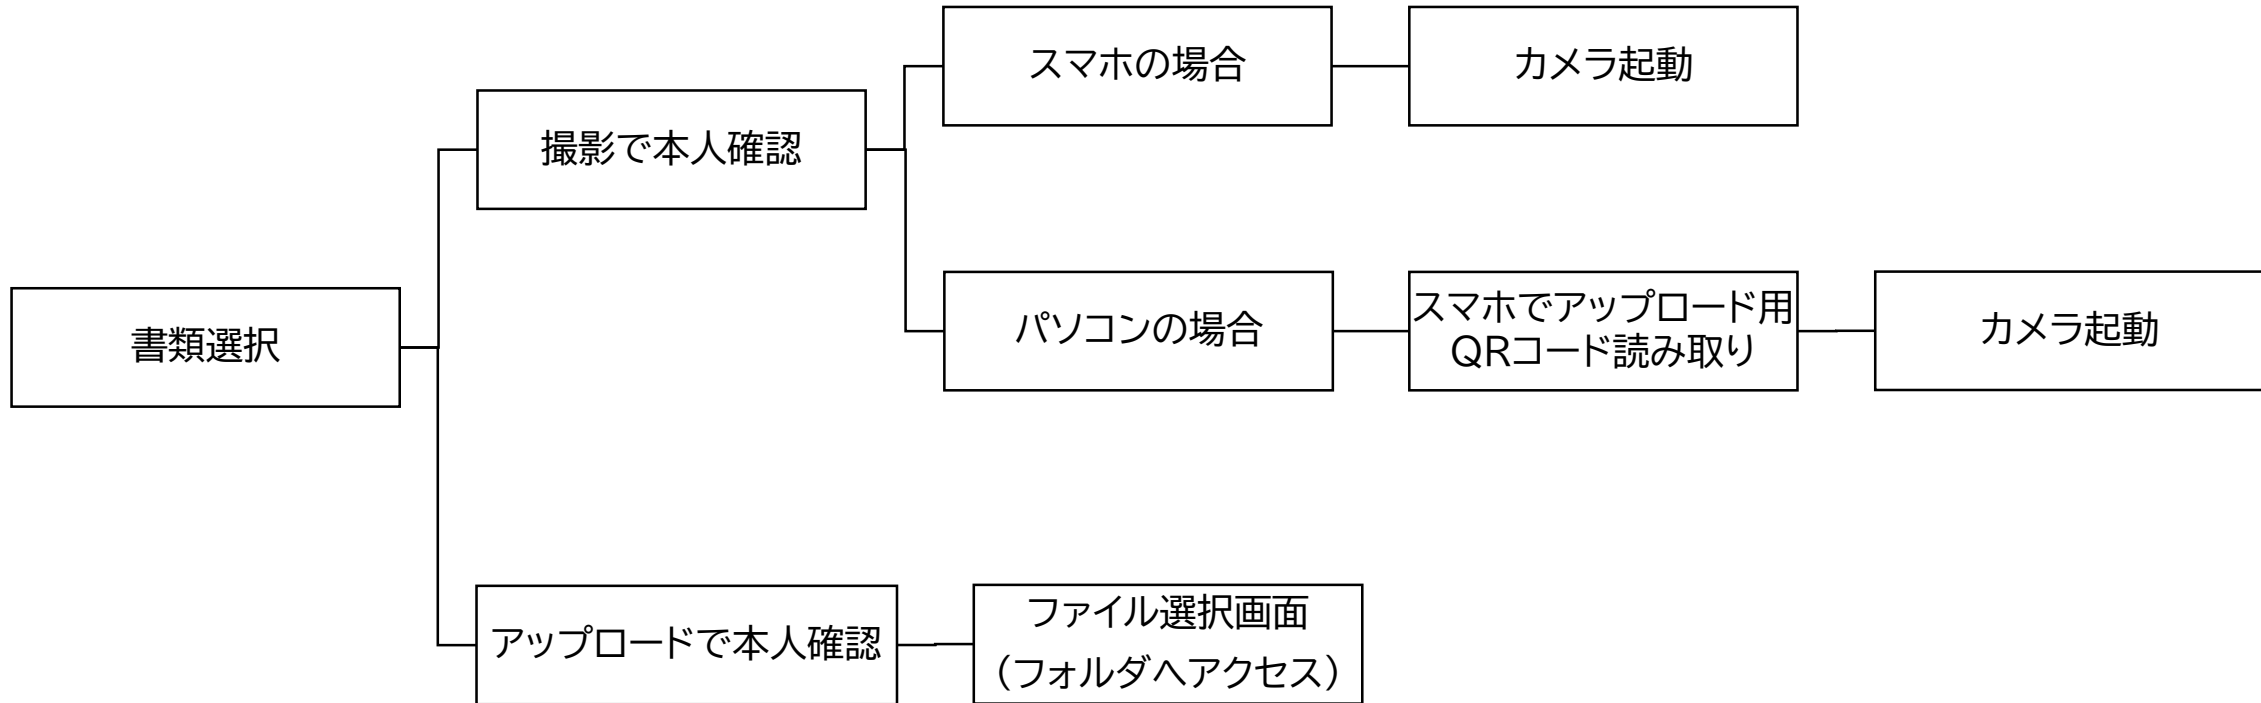 スマホの場合
カメラ起動
撮影で本人確認
書類選択
パソコンの場合
スマホでアップロード用
QRコード読み取り
カメラ起動
アップロードで本人確認
ファイル選択画面
（フォルダへアクセス）